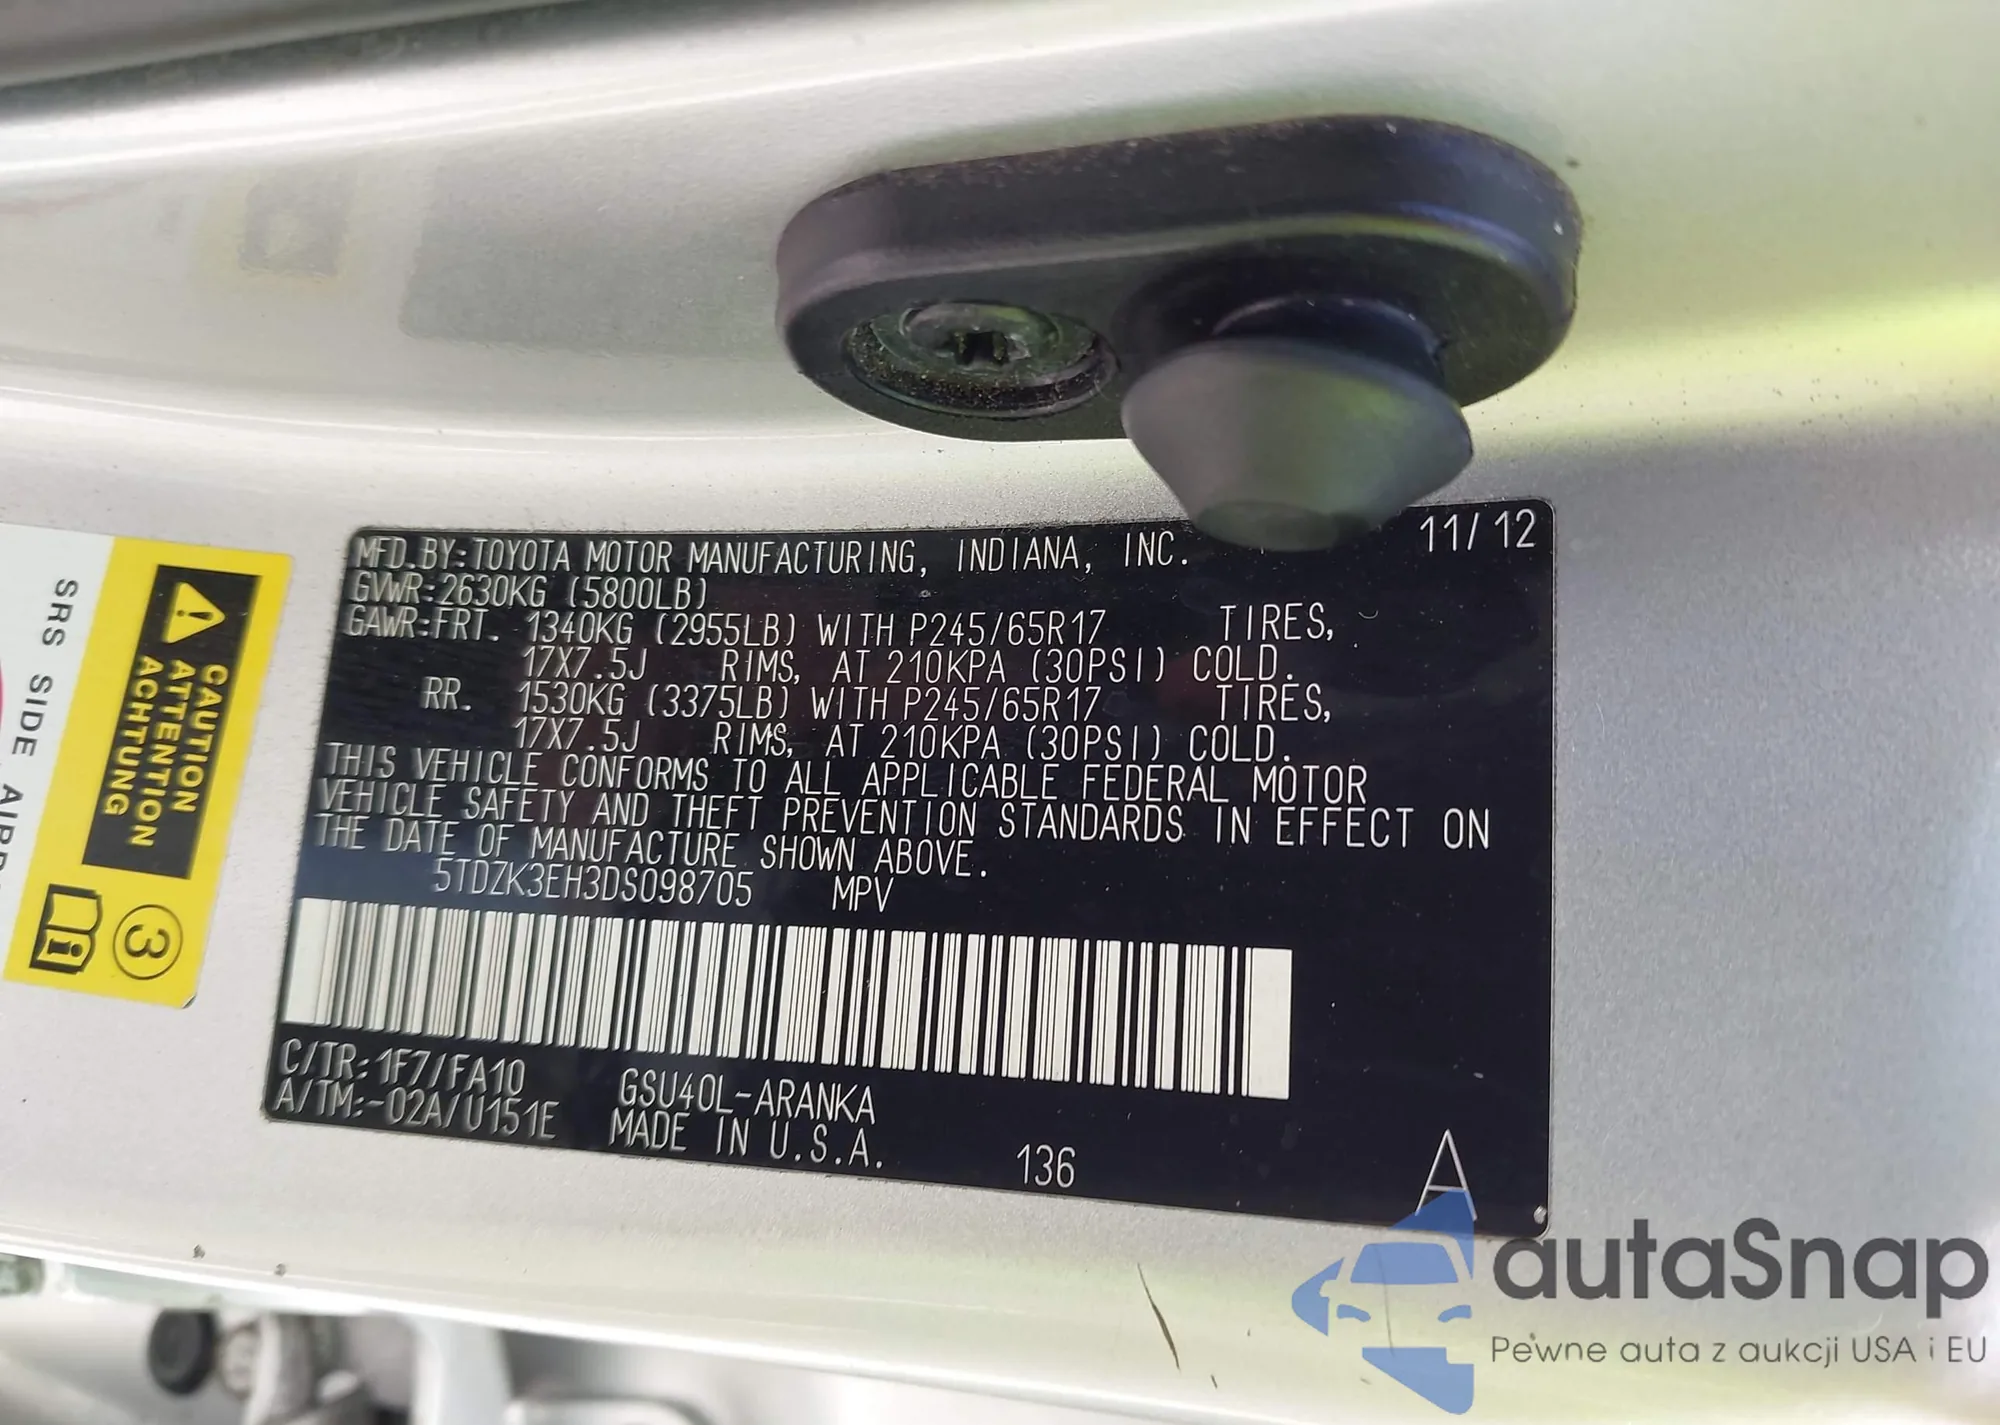 MFD.BY:TOYOTA MOTOR MANUFACTURING, INDIANA, INC. 11/12
GVWR:2630KG (5800LB)
GAWR:FRT. 1340KG (2955LB) WITH P245/65R17 TIRES,
17X7.5J RIMS, AT 210KPA (30PSI) COLD.
RR. 1530KG (3375LB) WITH P245/65R17 TIRES,
17X7.5J RIMS, AT 210KPA (30PSI) COLD.
THIS VEHICLE CONFORMS TO ALL APPLICABLE FEDERAL MOTOR
VEHICLE SAFETY AND THEFT PREVENTION STANDARDS IN EFFECT ON
THE DATE OF MANUFACTURE SHOWN ABOVE.
5TDZK3EH3DS098705 MPV
C/TR:1F7/FA10 GSU40L-ARANKA
A/TM:-02A/U151E MADE IN U.S.A. 136 A
CAUTION
ATTENTION
ACHTUNG
3
SRS SIDE
autaSnap
Pewne auta z aukcji USA i EU